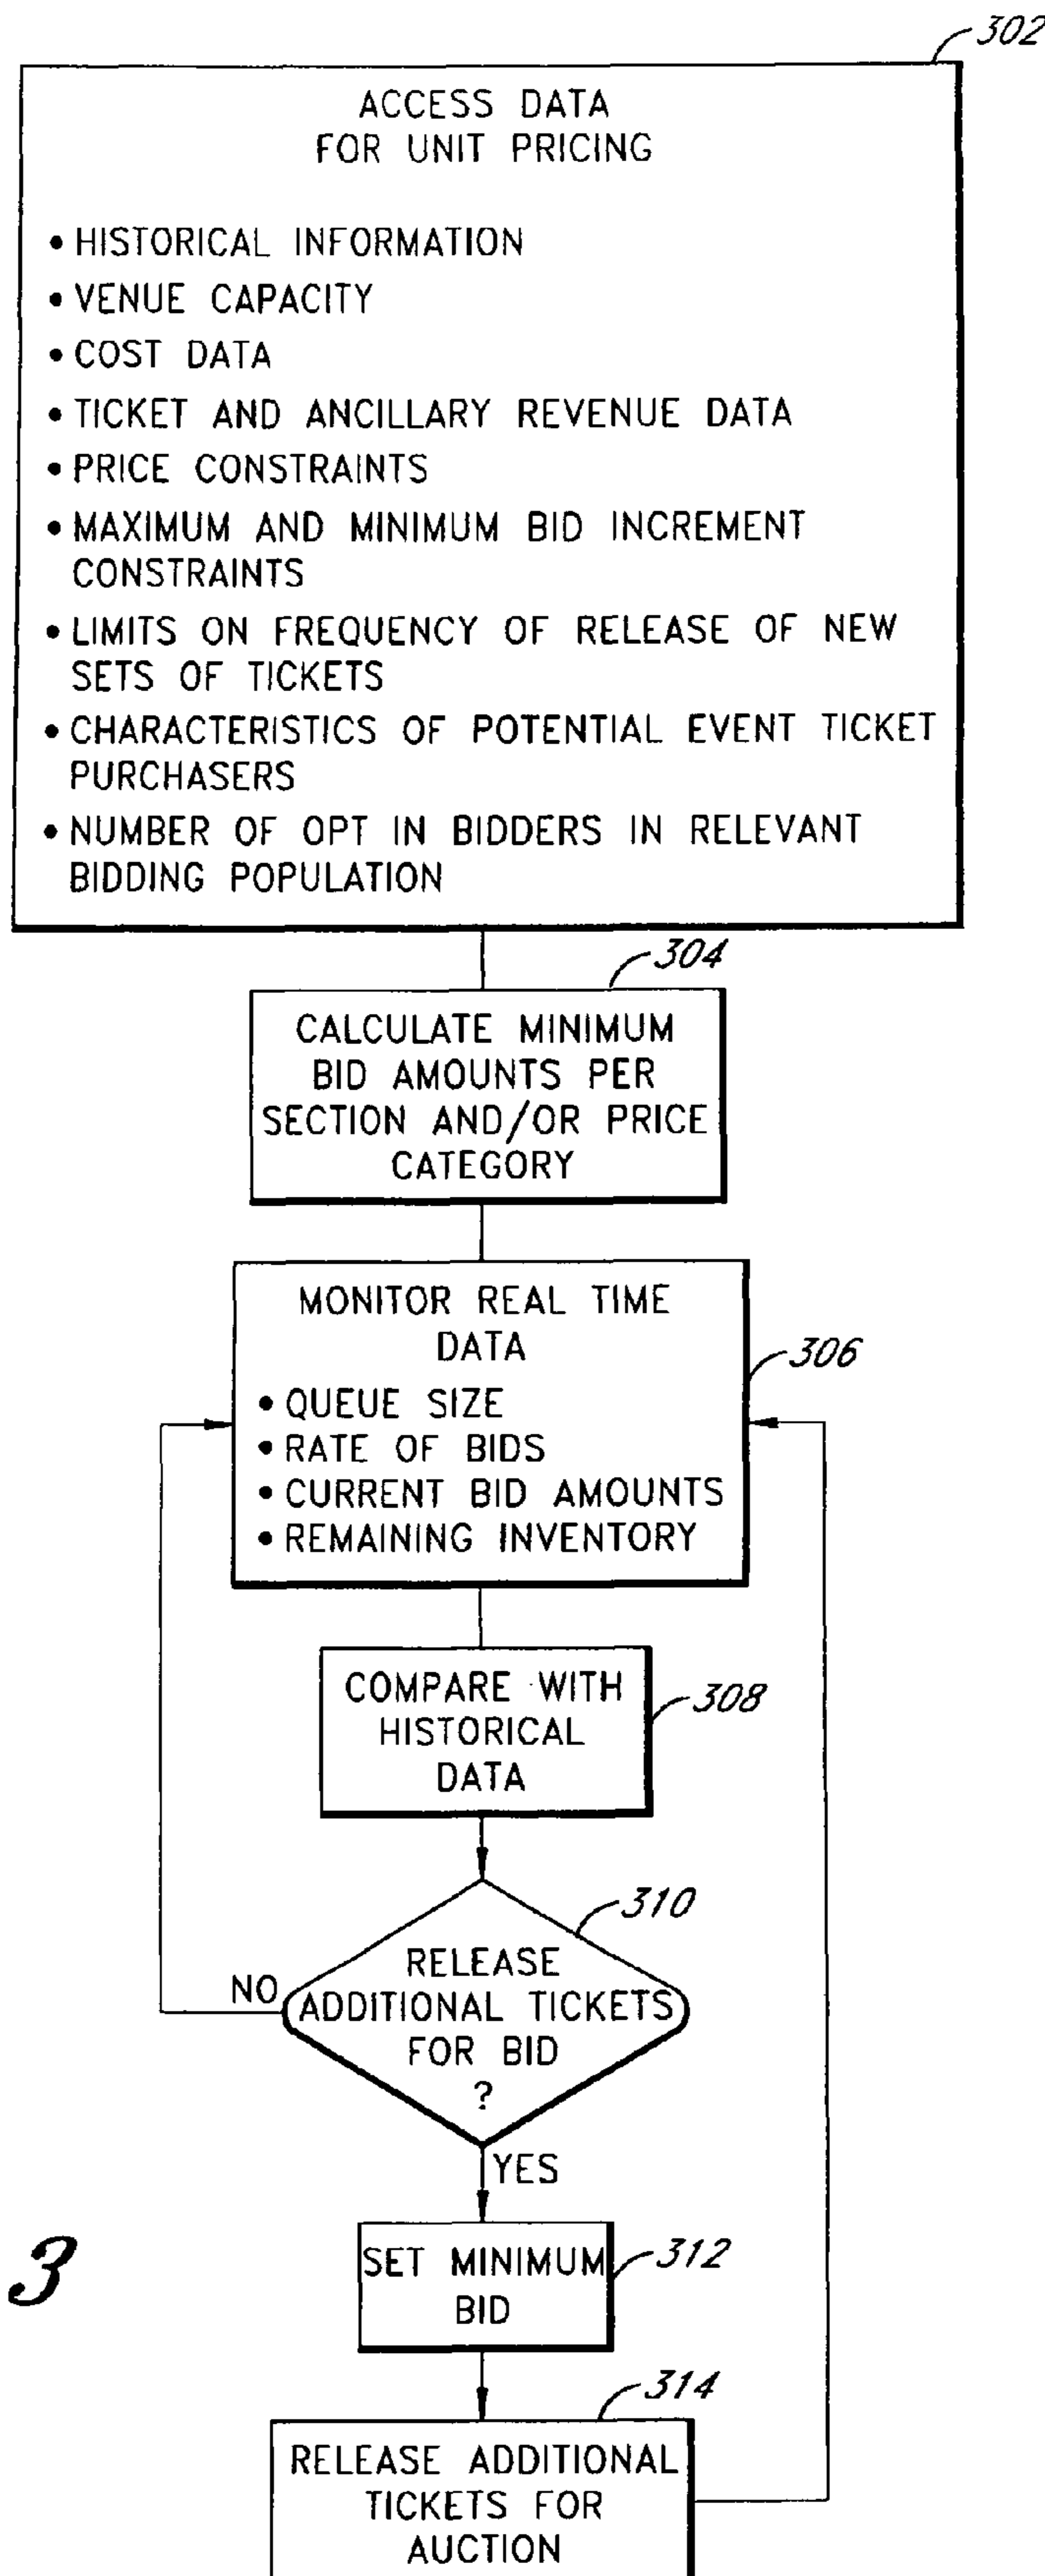 302
ACCESS DATA
FOR UNIT PRICING
• HISTORICAL INFORMATION
• VENUE CAPACITY
• COST DATA
• TICKET AND ANCILLARY REVENUE DATA
• PRICE CONSTRAINTS
• MAXIMUM AND MINIMUM BID INCREMENT
CONSTRAINTS
• LIMITS ON FREQUENCY OF RELEASE OF NEW
SETS OF TICKETS
• CHARACTERISTICS OF POTENTIAL EVENT TICKET
PURCHASERS
• NUMBER OF OPT IN BIDDERS IN RELEVANT
BIDDING POPULATION
304
CALCULATE MINIMUM
BID AMOUNTS PER
SECTION AND/OR PRICE
CATEGORY
306
MONITOR REAL TIME
DATA
• QUEUE SIZE
• RATE OF BIDS
• CURRENT BID AMOUNTS
• REMAINING INVENTORY
308
COMPARE WITH
HISTORICAL
DATA
310
RELEASE
ADDITIONAL TICKETS
FOR BID
?
NO
YES
312
SET MINIMUM
BID
3
314
RELEASE ADDITIONAL
TICKETS FOR
AUCTION